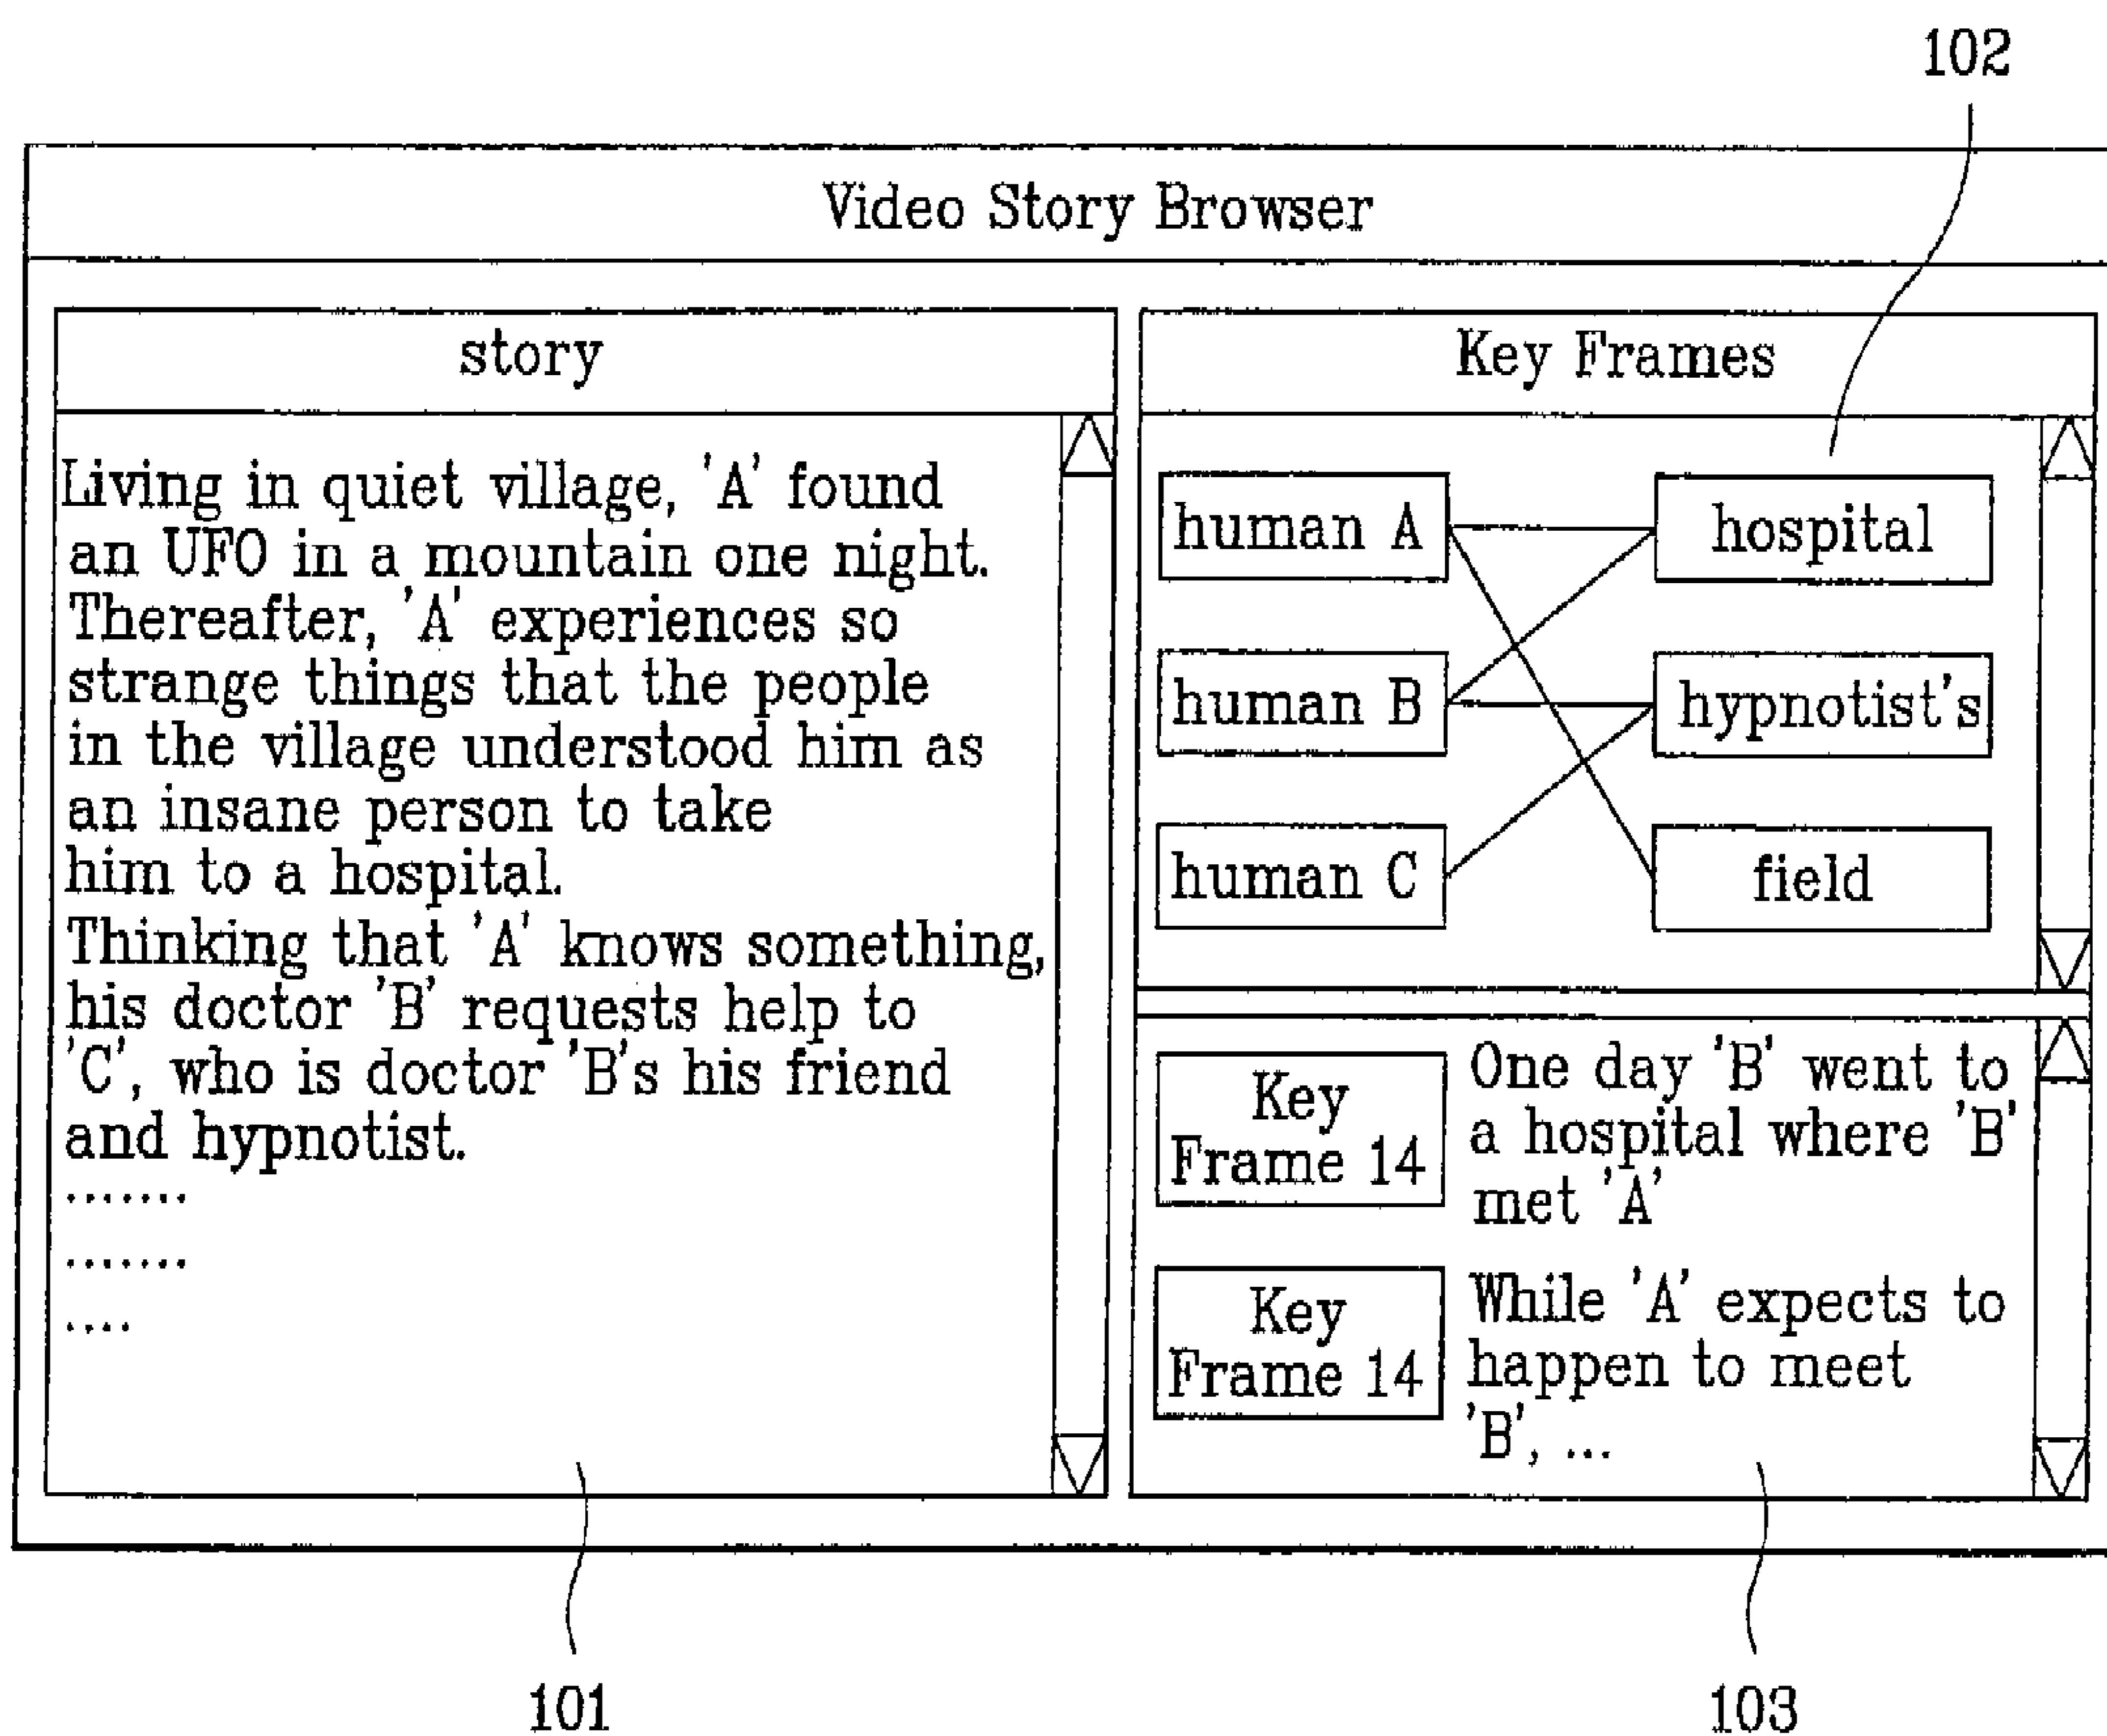 102
Video Story Browser
story
Living in quiet village, 'A' found
an UFO in a mountain one night.
Thereafter, 'A' experiences so
strange things that the people
in the village understood him as
an insane person to take
him to a hospital.
Thinking that 'A' knows something,
his doctor 'B' requests help to
'C', who is doctor 'B's his friend
and hypnotist.
.......
.......
....
Key Frames
human A
hospital
human B
hypnotist's
human C
field
Key
Frame 14
One day 'B' went to
a hospital where 'B'
met 'A'
Key
Frame 14
While 'A' expects to
happen to meet
'B', ...
101
103